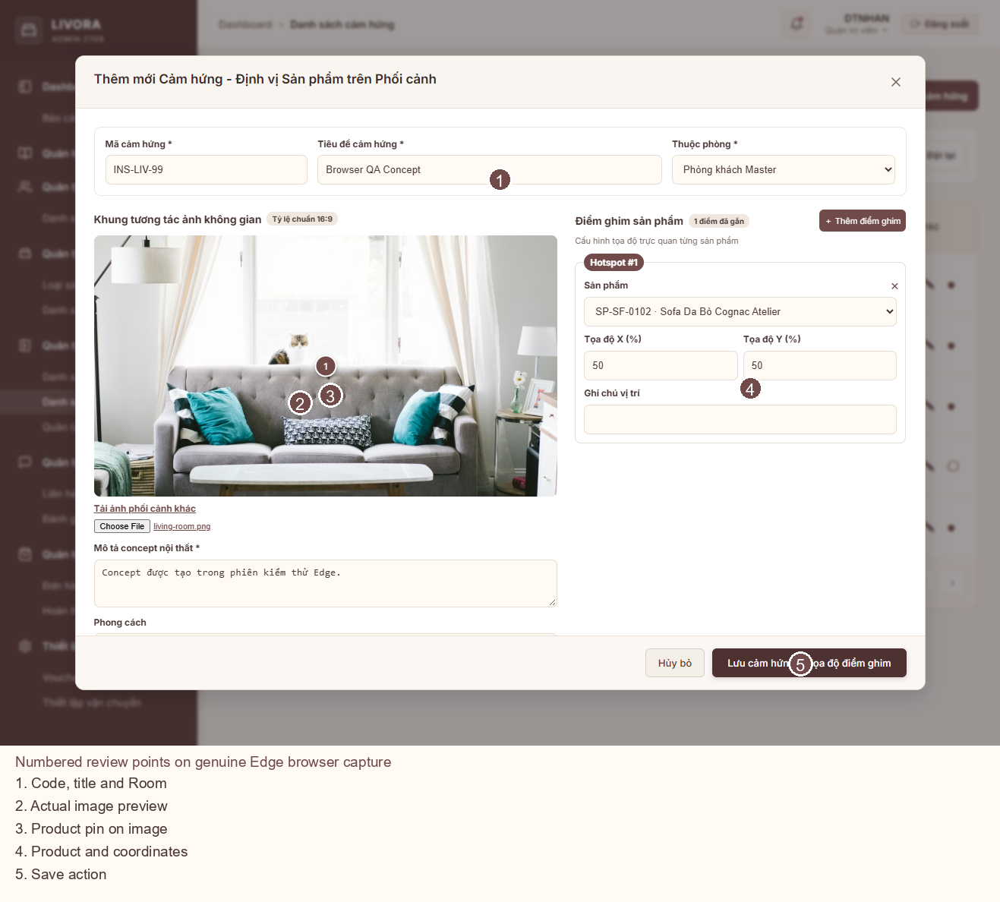 LIVORA
ADMIN
Dashboard > Danh sách cảm hứng
DTNHAN
Quản trị viên
Đăng xuất
Thêm mới Cảm hứng - Định vị Sản phẩm trên Phối cảnh
Mã cảm hứng *
Tiêu đề cảm hứng *
Thuộc phòng *
INS-LIV-99
Browser QA Concept
Phòng khách Master
1
Khung tương tác ảnh không gian
Tỷ lệ chuẩn 16:9
Điểm ghim sản phẩm
1 điểm đã gắn
+ Thêm điểm ghim
Cấu hình tọa độ trực quan từng sản phẩm
Hotspot #1
Sản phẩm
SP-SF-0102 · Sofa Da Bò Cognac Atelier
Tọa độ X (%)
Tọa độ Y (%)
50
50
4
Ghi chú vị trí
1
2
3
Tải ảnh phối cảnh khác
Choose File living-room.png
Mô tả concept nội thất *
Concept được tạo trong phiên kiểm thử Edge.
Phong cách
Hủy bỏ
Lưu cảm hứn 5 ọa độ điểm ghim
Thiết lập vận chuyển
Numbered review points on genuine Edge browser capture
1. Code, title and Room
2. Actual image preview
3. Product pin on image
4. Product and coordinates
5. Save action